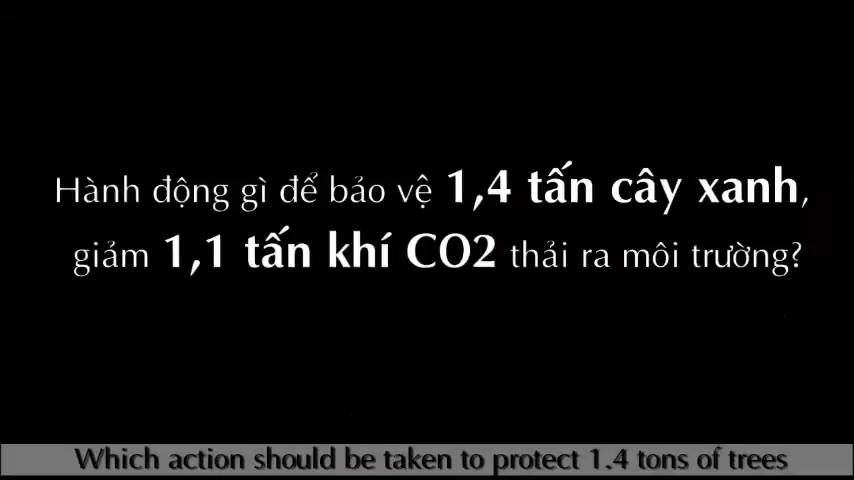 Hành động gì để bảo vệ 1,4 tấn cây xanh,
giảm 1,1 tấn khí CO2 thải ra môi trường?
Which action should be taken to protect 1.4 tons of trees